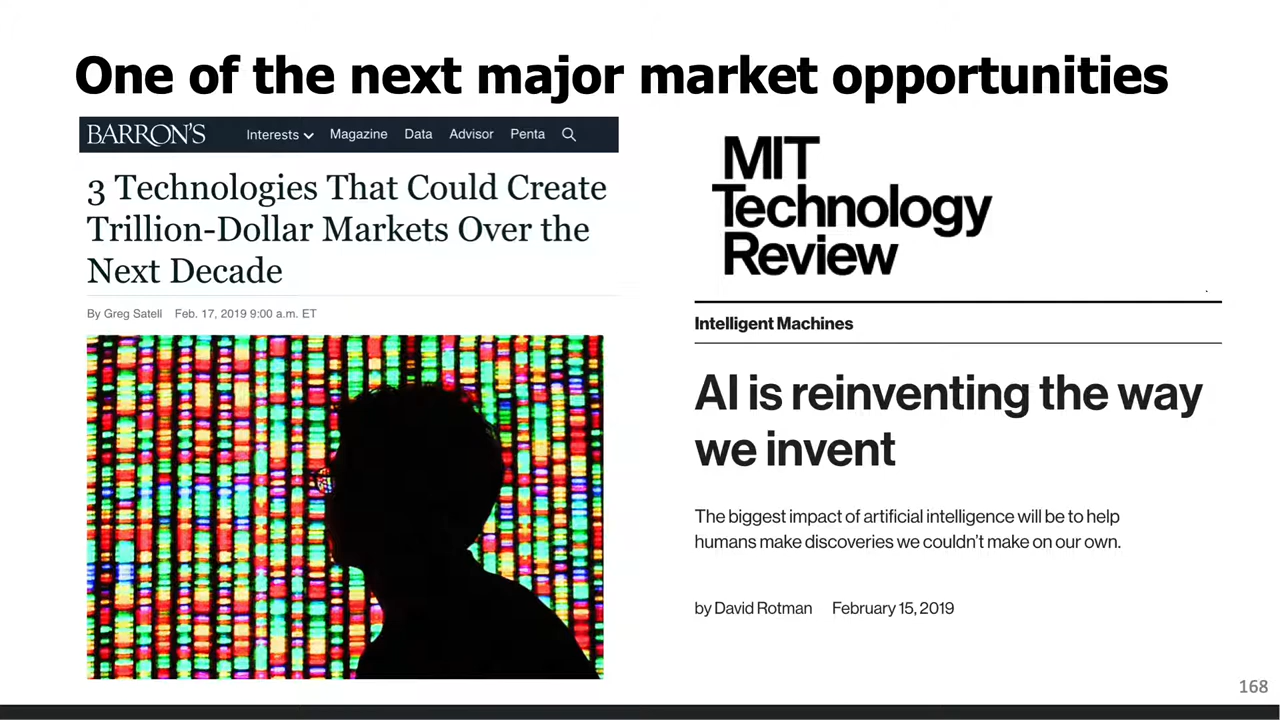 One of the next major market opportunities
BARRON'S Interests Magazine Data Advisor Penta
3 Technologies That Could Create
Trillion-Dollar Markets Over the
Next Decade
By Greg Satell Feb. 17, 2019 9:00 a.m. ET
MIT
Technology
Review
Intelligent Machines
AI is reinventing the way
we invent
The biggest impact of artificial intelligence will be to help
humans make discoveries we couldn't make on our own.
by David Rotman February 15, 2019
168